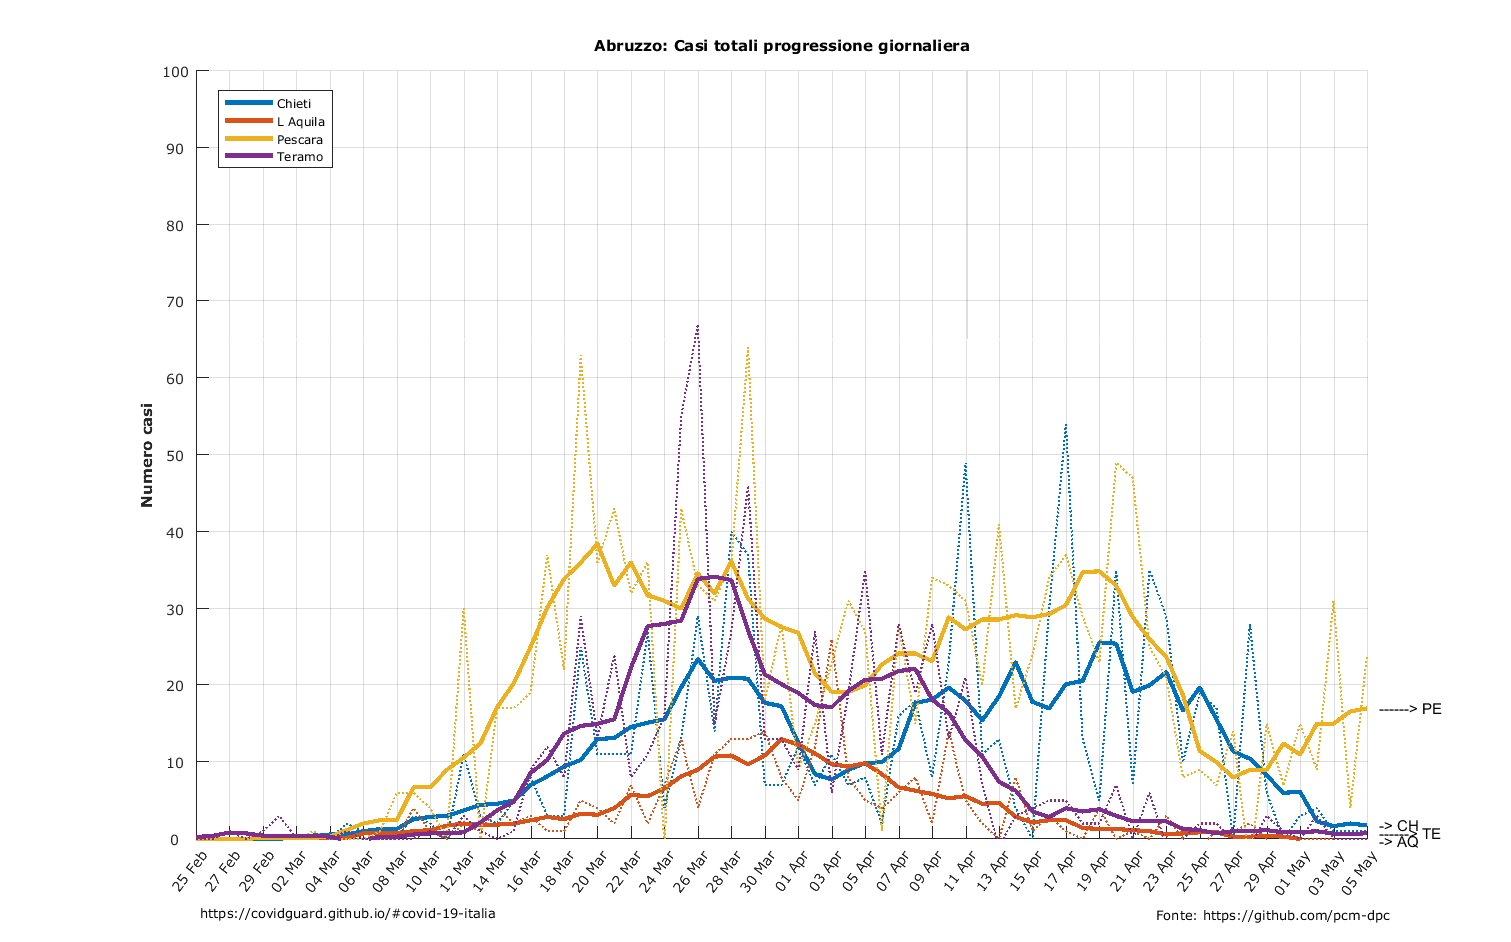 Abruzzo: Casi totali progressione giornaliera
Numero casi
100
90
80
70
60
50
40
30
20
10
0
Chieti
L Aquila
Pescara
Teramo
------> PE
-> CH
------> TE
-> AQ
25 Feb
27 Feb
29 Feb
02 Mar
04 Mar
06 Mar
08 Mar
10 Mar
12 Mar
14 Mar
16 Mar
18 Mar
20 Mar
22 Mar
24 Mar
26 Mar
28 Mar
30 Mar
01 Apr
03 Apr
05 Apr
07 Apr
09 Apr
11 Apr
13 Apr
15 Apr
17 Apr
19 Apr
21 Apr
23 Apr
25 Apr
27 Apr
29 Apr
01 May
03 May
05 May
https://covidguard.github.io/#covid-19-italia
Fonte: https://github.com/pcm-dpc